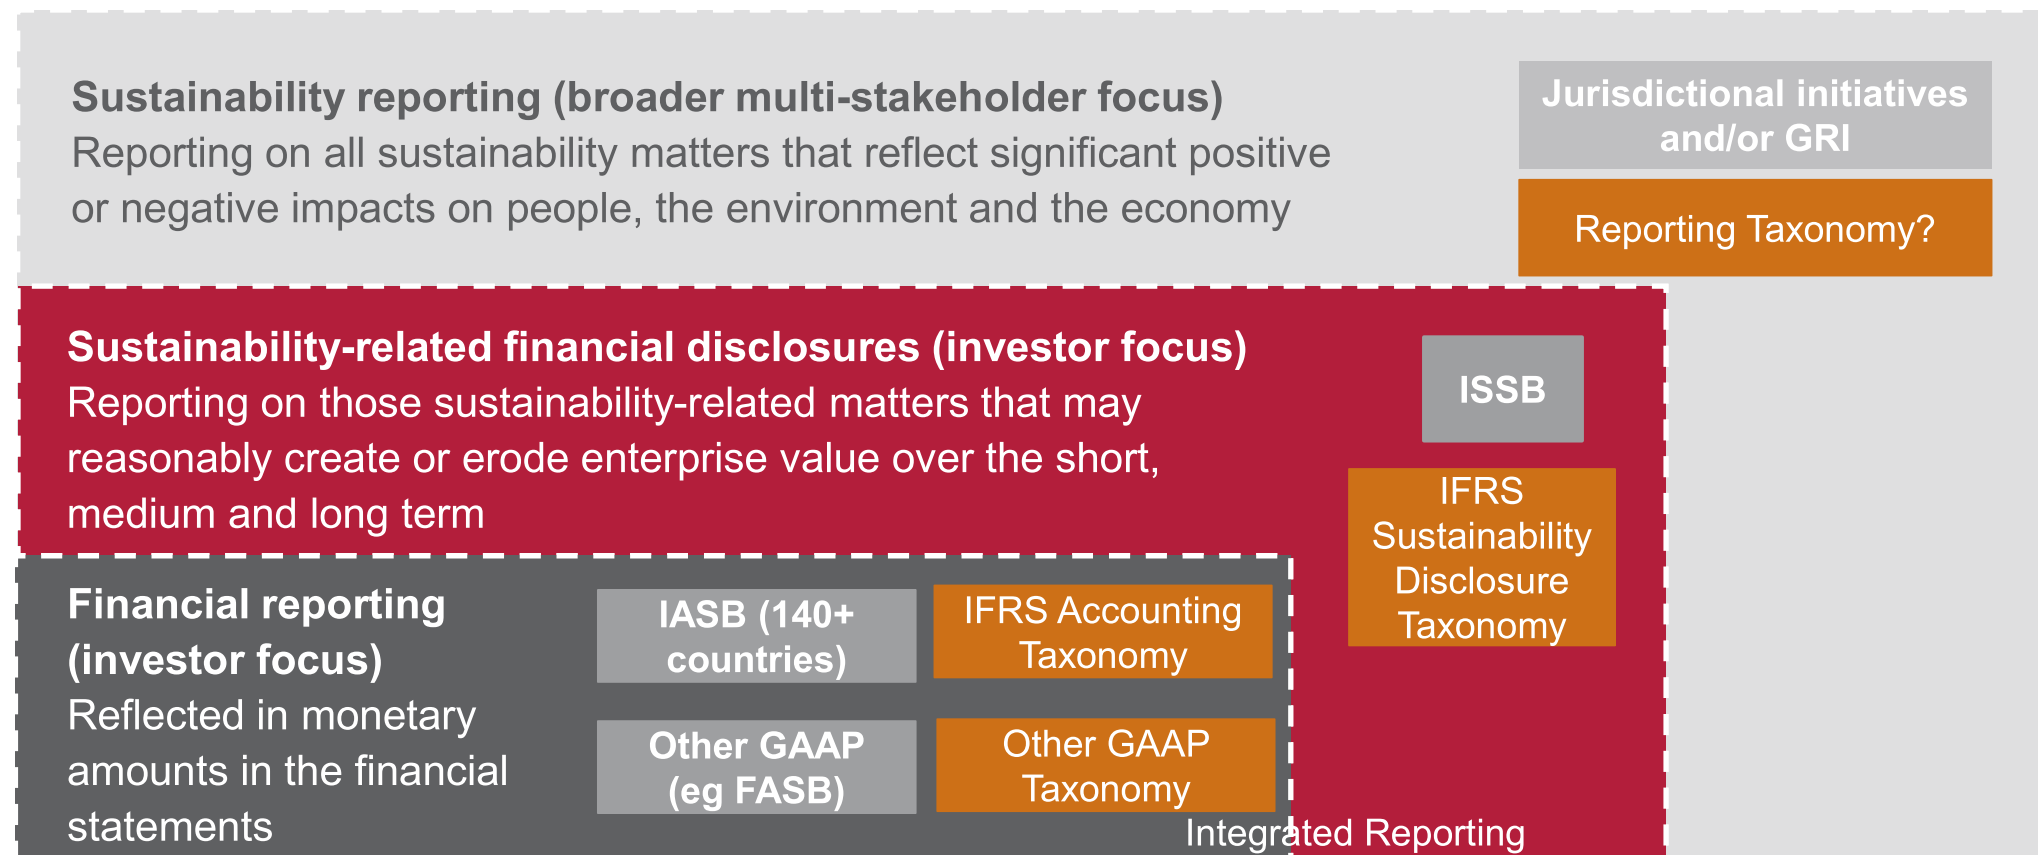 Sustainability reporting (broader multi-stakeholder focus)
Reporting on all sustainability matters that reflect significant positive
or negative impacts on people, the environment and the economy
Jurisdictional initiatives
and/or GRI
Reporting Taxonomy?
Sustainability-related financial disclosures (investor focus)
Reporting on those sustainability-related matters that may
reasonably create or erode enterprise value over the short,
medium and long term
ISSB
IFRS
Sustainability
Disclosure
Taxonomy
Financial reporting
(investor focus)
Reflected in monetary
amounts in the financial
statements
IASB (140+
countries)
IFRS Accounting
Taxonomy
Other GAAP
(eg FASB)
Other GAAP
Taxonomy
Integrated Reporting